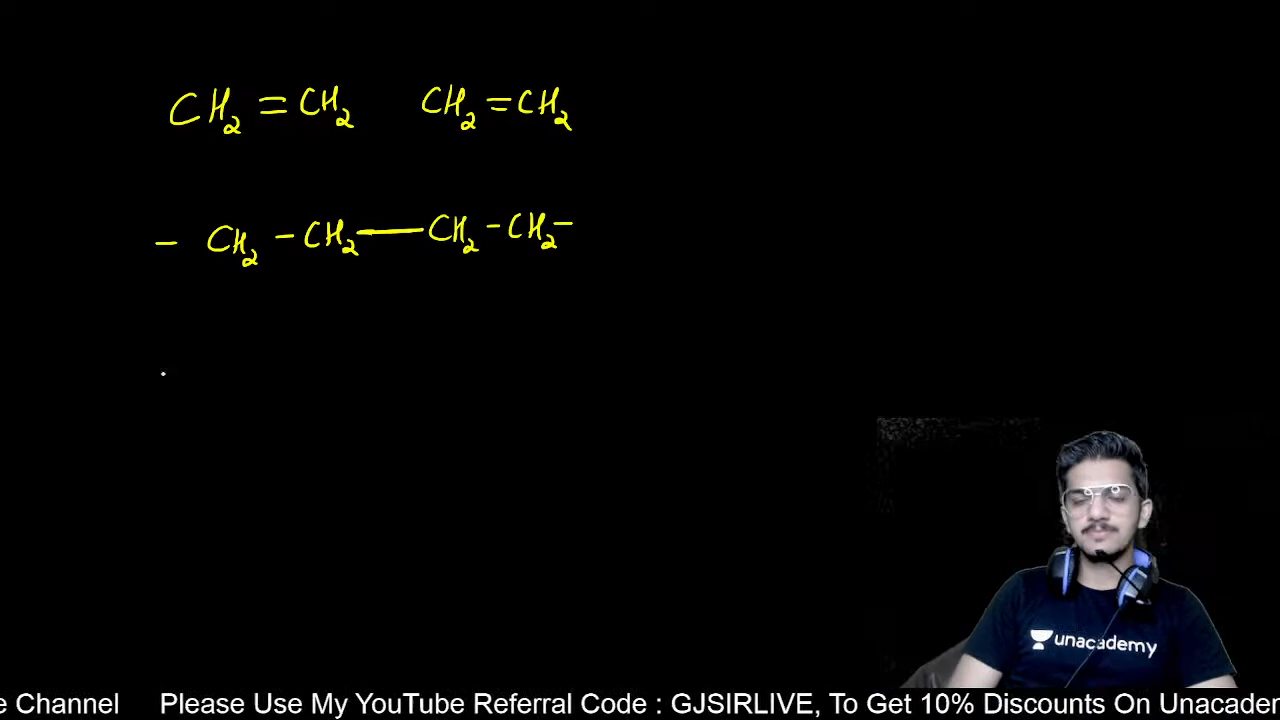 CH₂ = CH₂ CH₂ = CH₂
- CH₂ - CH₂ — CH₂ - CH₂ -
unacademy
e Channel Please Use My YouTube Referral Code : GJSIRLIVE, To Get 10% Discounts On Unacader